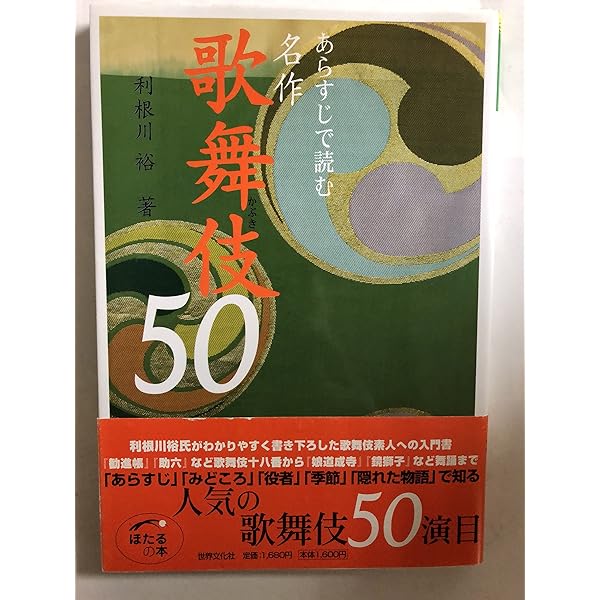 あらすじで読む
名作
歌舞伎
かぶき
50
利根川 裕 著
利根川裕氏がわかりやすく書き下ろした歌舞伎素人への入門書
『勧進帳』『助六』など歌舞伎十八番から『娘道成寺』『鏡獅子』など舞踊まで
「あらすじ」「みどころ」「役者」「季節」「隠れた物語」で知る
人気の
歌舞伎50演目
ほたる
の本
世界文化社 定価:1,680円 本体1,600円